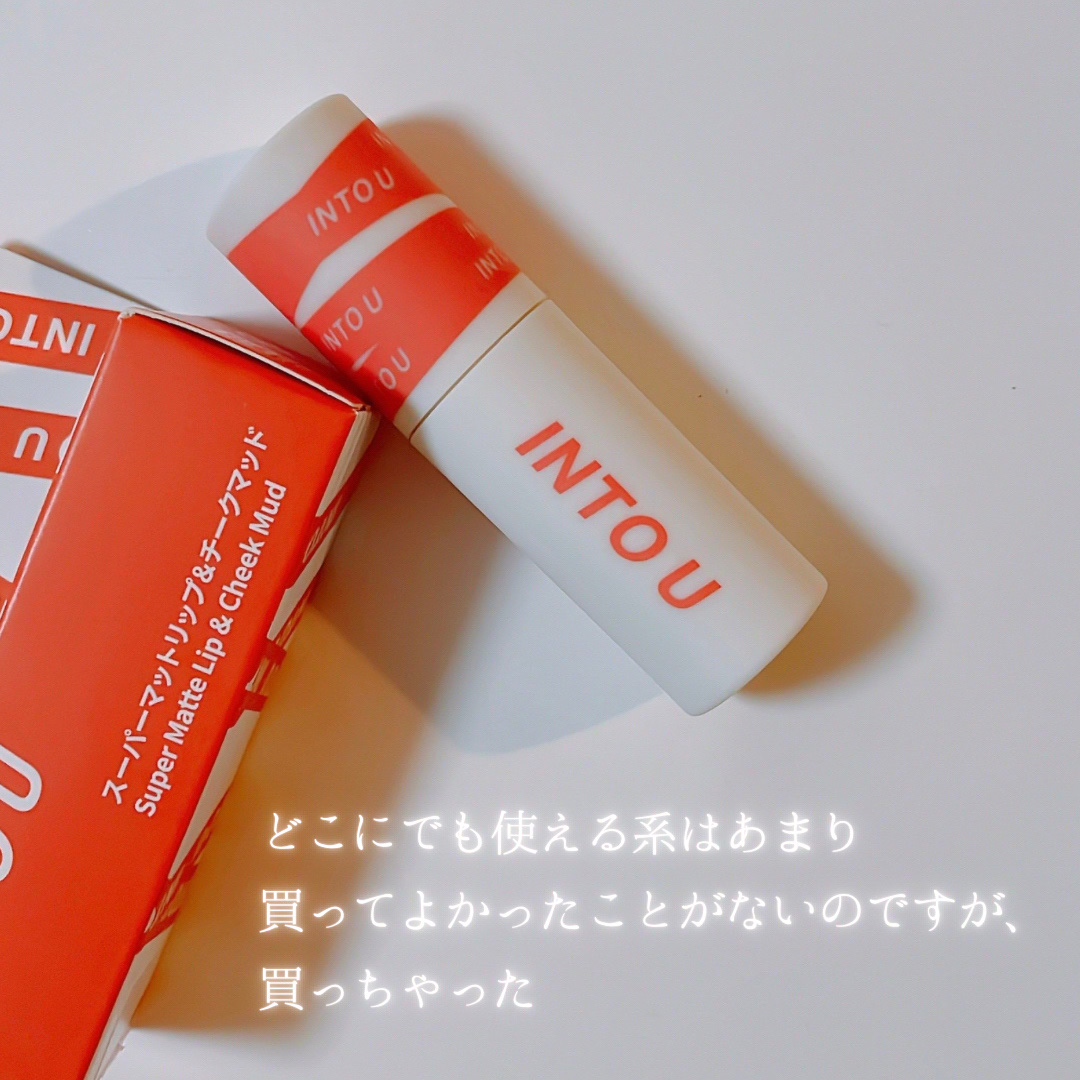 INTO U
INTO U
INTO U
INTO U
スーパーマットリップ&チークマッド
Super Matte Lip & Cheek Mud
どこにでも使える系はあまり
買ってよかったことがないのですが、
買っちゃった